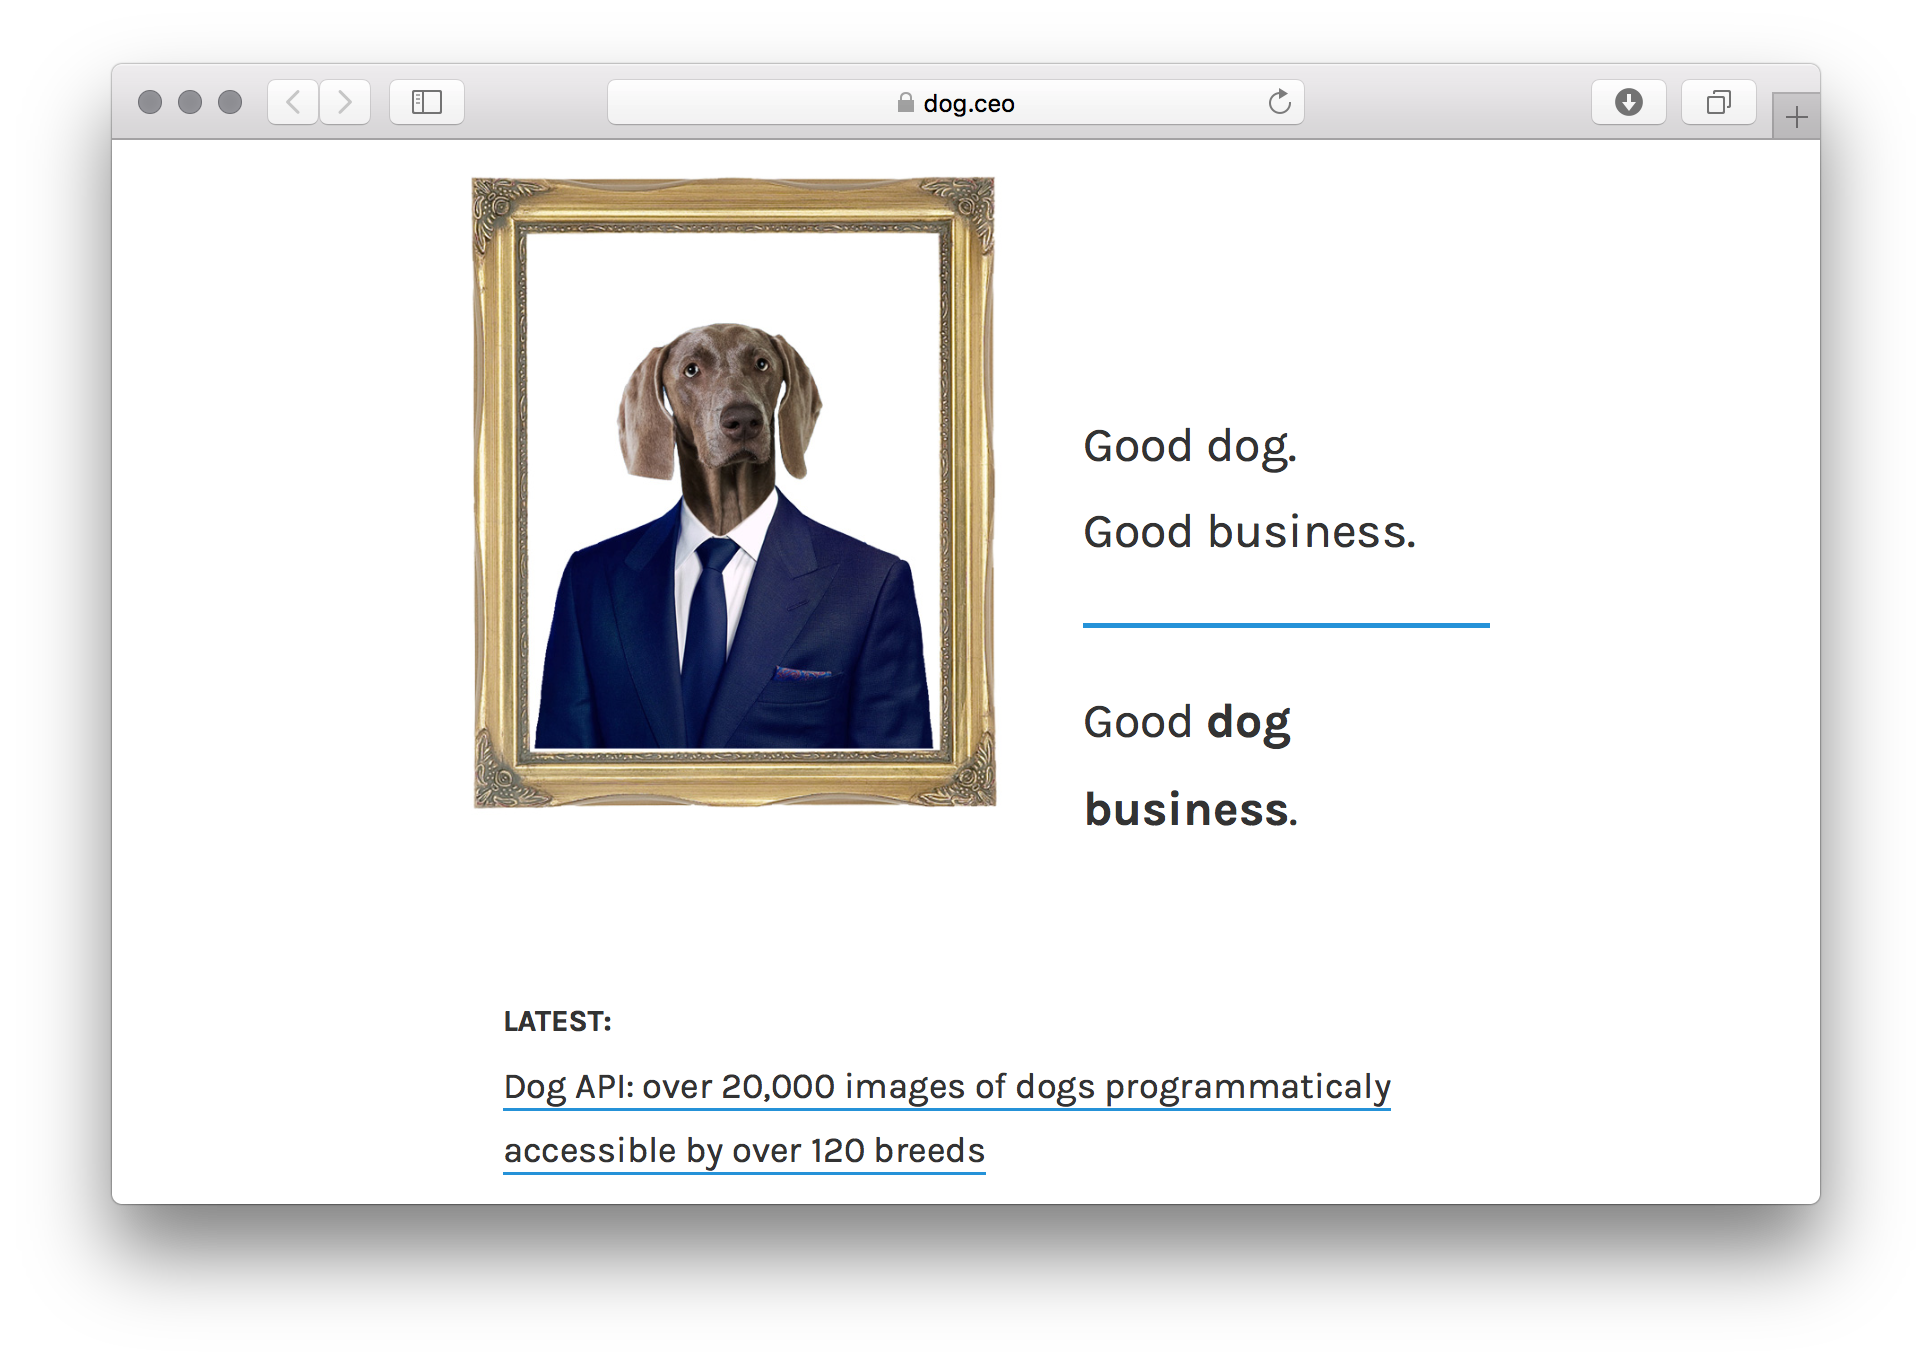 dog.ceo
Good dog.
Good business.
Good dog
business.
LATEST:
Dog API: over 20,000 images of dogs programmaticaly
accessible by over 120 breeds